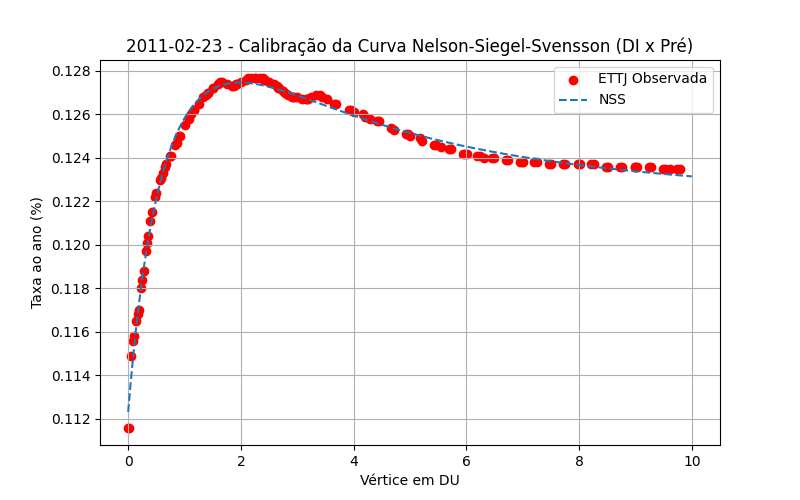 2011-02-23 - Calibração da Curva Nelson-Siegel-Svensson (DI x Pré)
ETTJ Observada
NSS
Taxa ao ano (%)
0.128
0.126
0.124
0.122
0.120
0.118
0.116
0.114
0.112
0 2 4 6 8 10
Vértice em DU